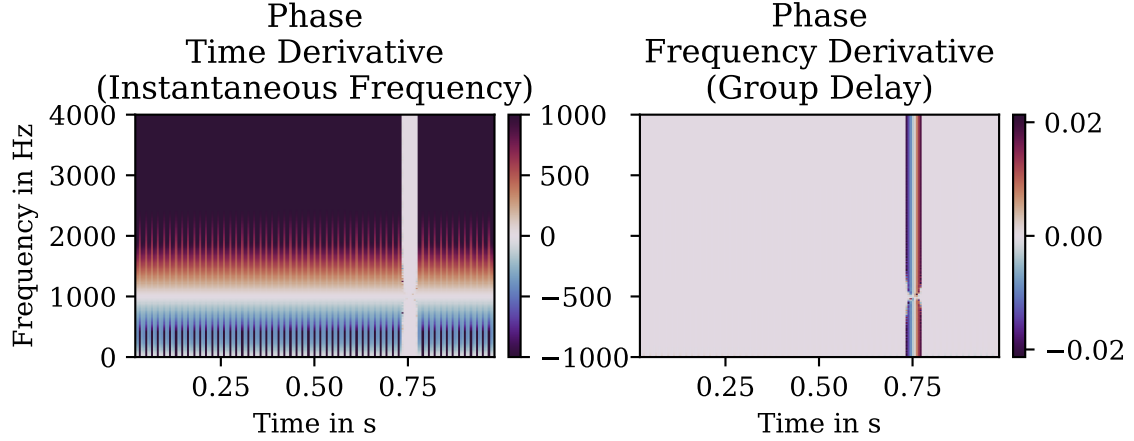 Phase
Time Derivative
(Instantaneous Frequency)
Phase
Frequency Derivative
(Group Delay)
Frequency in Hz
4000
3000
2000
1000
0
0.25
0.50
0.75
Time in s
1000
500
0
−500
−1000
0.25
0.50
0.75
Time in s
0.02
0.00
−0.02